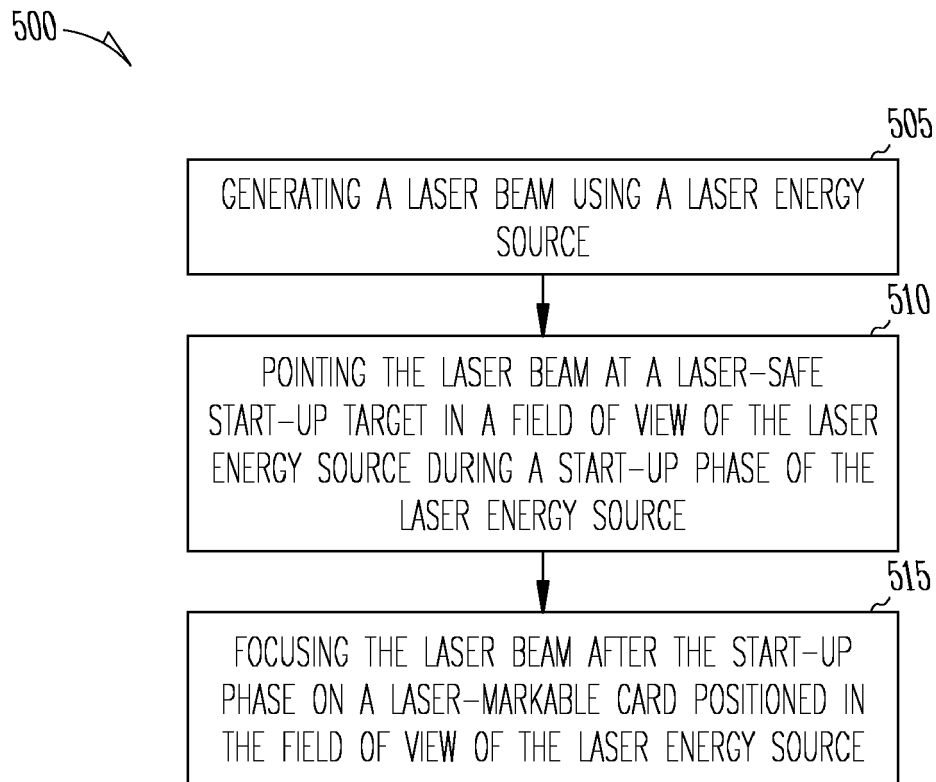 500
505
GENERATING A LASER BEAM USING A LASER ENERGY
SOURCE
510
POINTING THE LASER BEAM AT A LASER-SAFE
START-UP TARGET IN A FIELD OF VIEW OF THE LASER
ENERGY SOURCE DURING A START-UP PHASE OF THE
LASER ENERGY SOURCE
515
FOCUSING THE LASER BEAM AFTER THE START-UP
PHASE ON A LASER-MARKABLE CARD POSITIONED IN
THE FIELD OF VIEW OF THE LASER ENERGY SOURCE